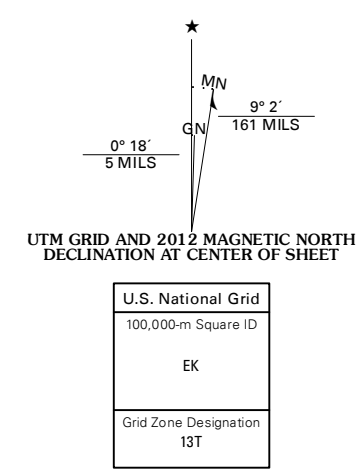 ★
MN
GN
9° 2´
161 MILS
0° 18´
5 MILS
UTM GRID AND 2012 MAGNETIC NORTH
DECLINATION AT CENTER OF SHEET
U.S. National Grid
100,000-m Square ID
EK
Grid Zone Designation
13T